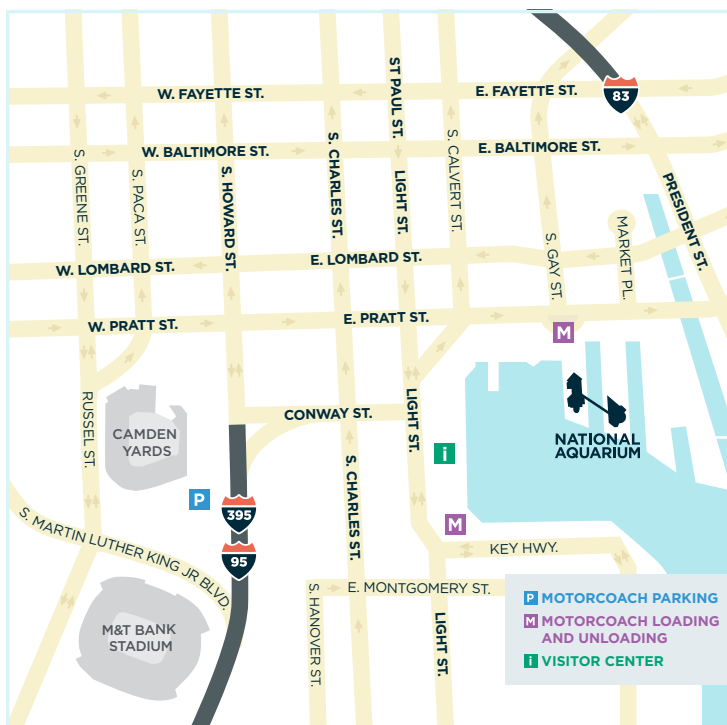 W. FAYETTE ST.
E. FAYETTE ST.
83
ST PAUL ST.
W. BALTIMORE ST.
E. BALTIMORE ST.
S. GREENE ST.
S. PACA ST.
S. HOWARD ST.
S. CHARLES ST.
LIGHT ST.
S. CALVERT ST.
S. GAY ST.
MARKET PL.
PRESIDENT ST.
W. LOMBARD ST.
E. LOMBARD ST.
W. PRATT ST.
E. PRATT ST.
M
RUSSEL ST.
CAMDEN
YARDS
CONWAY ST.
LIGHT ST.
NATIONAL
AQUARIUM
i
P
395
S. CHARLES ST.
M
S. MARTIN LUTHER KING JR BLVD.
95
KEY HWY.
M&T BANK
STADIUM
S. HANOVER ST.
E. MONTGOMERY ST.
LIGHT ST.
P MOTORCOACH PARKING
M MOTORCOACH LOADING
AND UNLOADING
i VISITOR CENTER